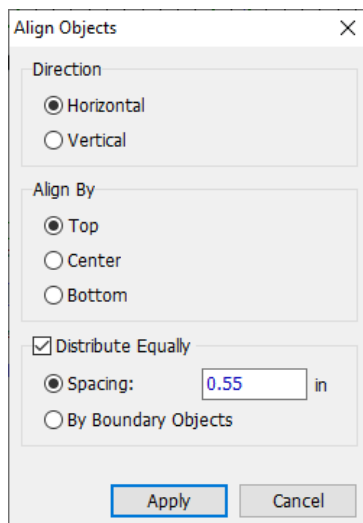 Align Objects
Direction
Horizontal
Vertical
Align By
Top
Center
Bottom
Distribute Equally
Spacing: 0.55 in
By Boundary Objects
Apply Cancel